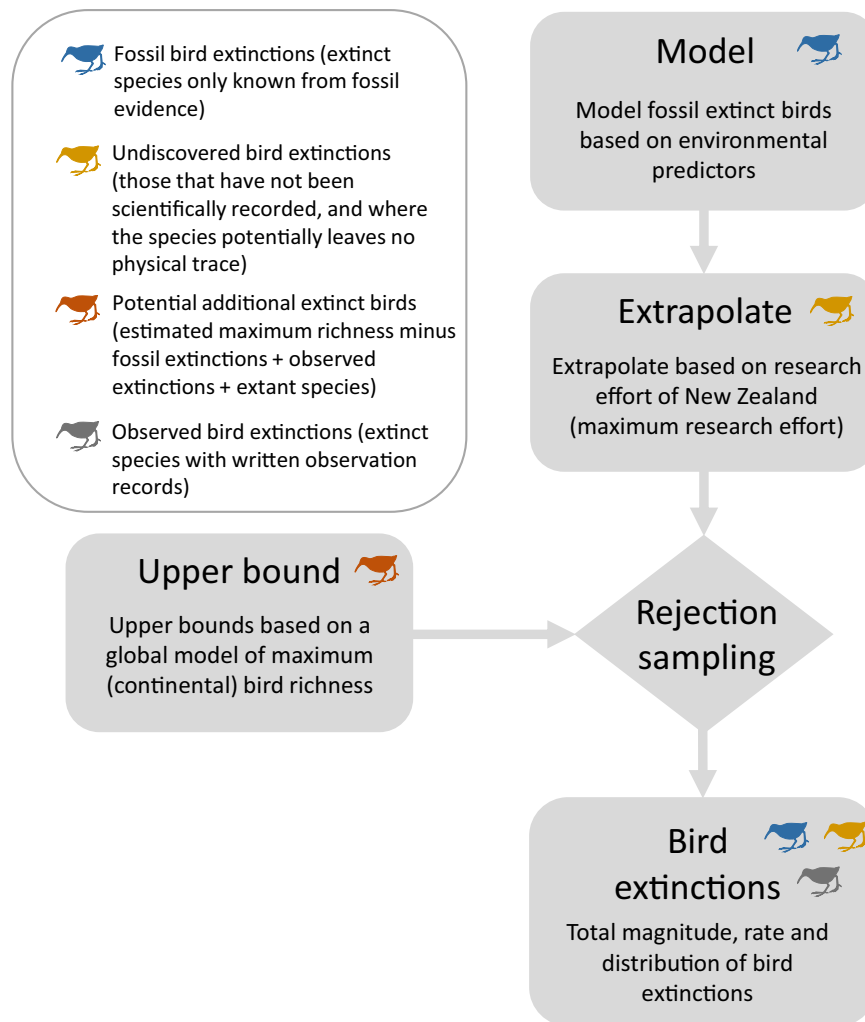 Fossil bird extinctions (extinct
species only known from fossil
evidence)
Undiscovered bird extinctions
(those that have not been
scientifically recorded, and where
the species potentially leaves no
physical trace)
Potential additional extinct birds
(estimated maximum richness minus
fossil extinctions + observed
extinctions + extant species)
Observed bird extinctions (extinct
species with written observation
records)
Model
Model fossil extinct birds
based on environmental
predictors
Extrapolate
Extrapolate based on research
effort of New Zealand
(maximum research effort)
Upper bound
Upper bounds based on a
global model of maximum
(continental) bird richness
Rejection
sampling
Bird
extinctions
Total magnitude, rate and
distribution of bird
extinctions